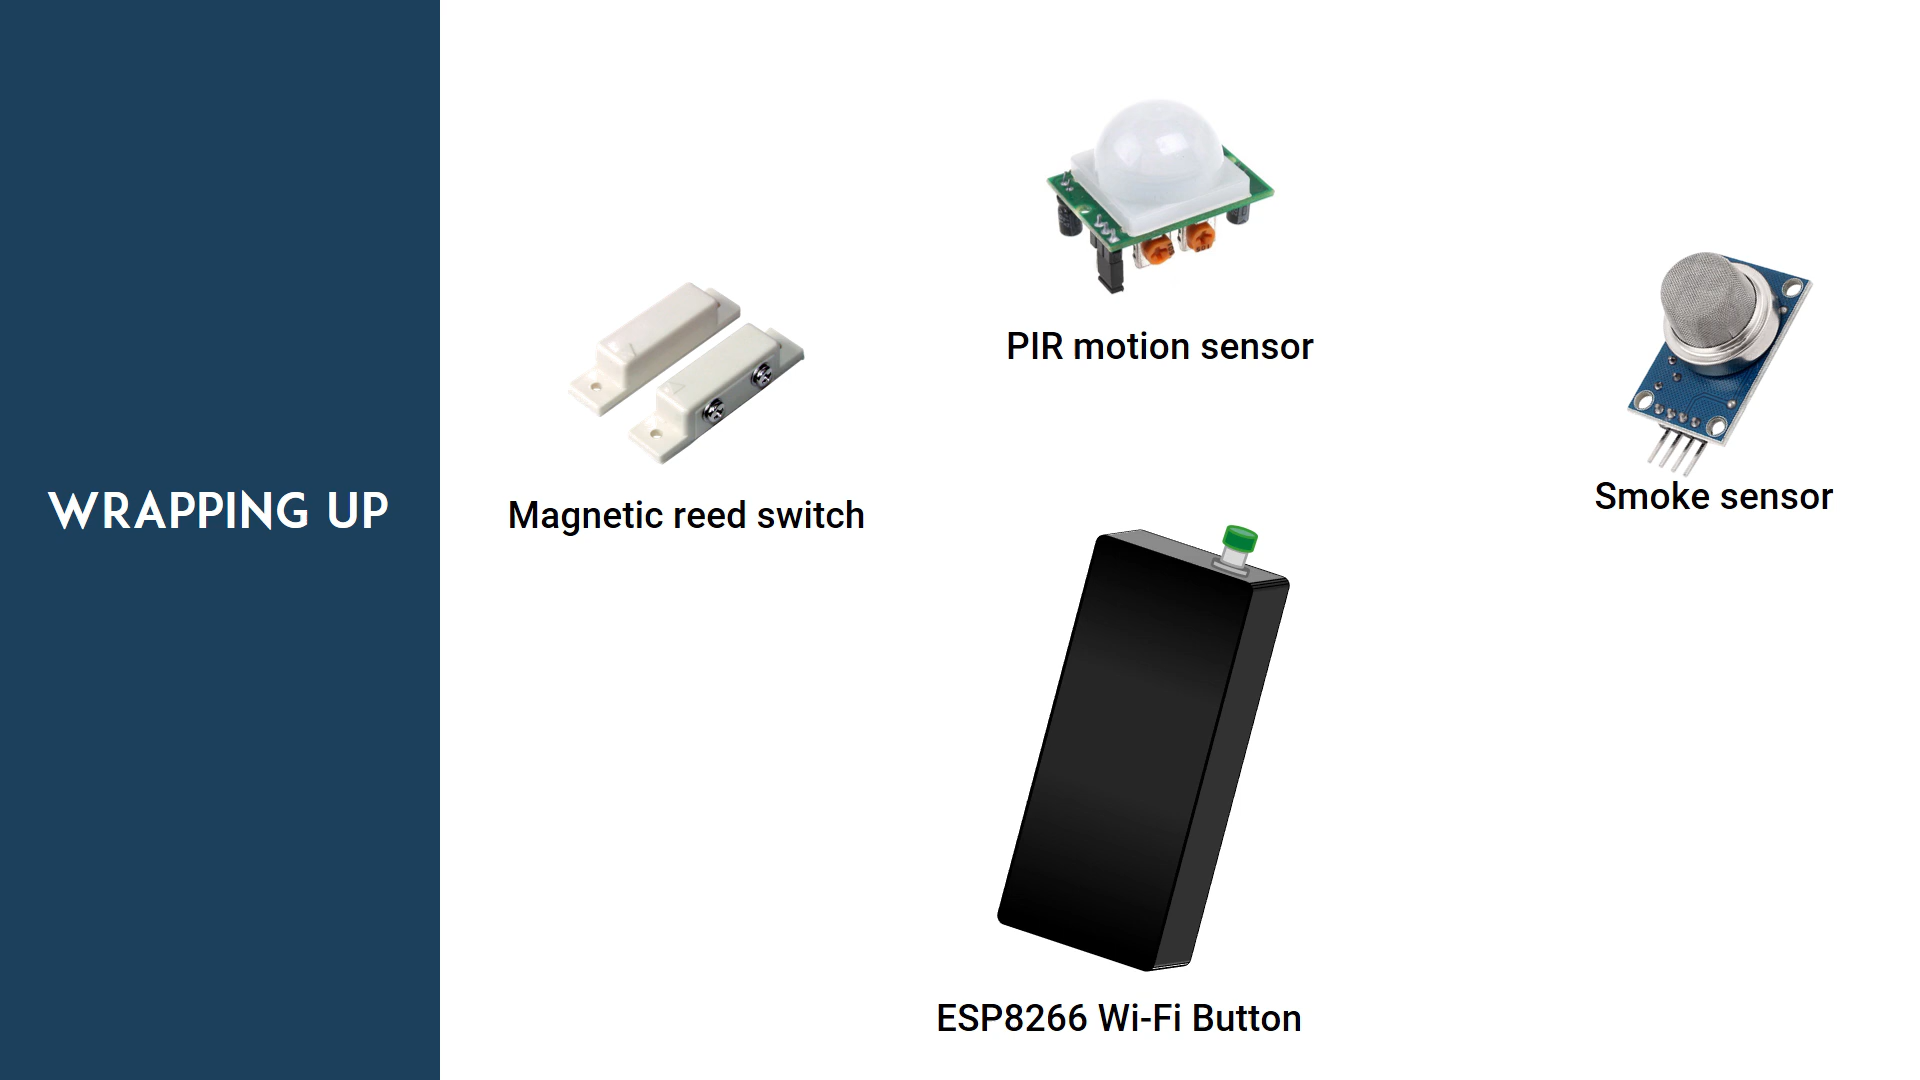 WRAPPING UP
PIR motion sensor
Magnetic reed switch
Smoke sensor
ESP8266 Wi-Fi Button